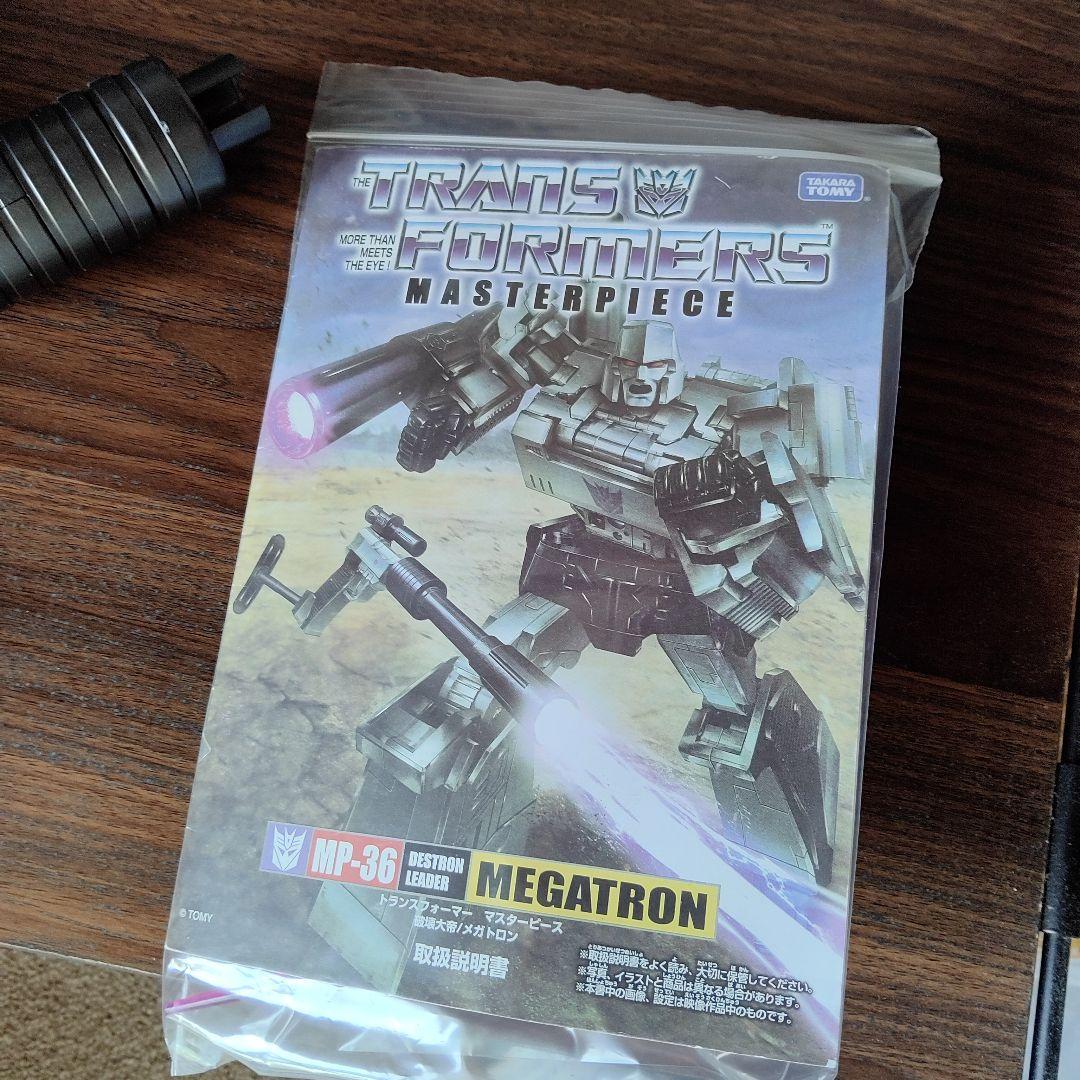 THE TRANSFORMERS™
MORE THAN MEETS THE EYE!
MASTERPIECE
TAKARA TOMY®
MP-36
DESTRON LEADER
MEGATRON
© TOMY
トランスフォーマー マスターピース
破壊大帝/メガトロン
取扱説明書
※取扱説明書をよく読み、大切に保管してください。
※写真、イラストと商品は異なる場合があります。
※本書中の画像、設定は映像作品中のものです。